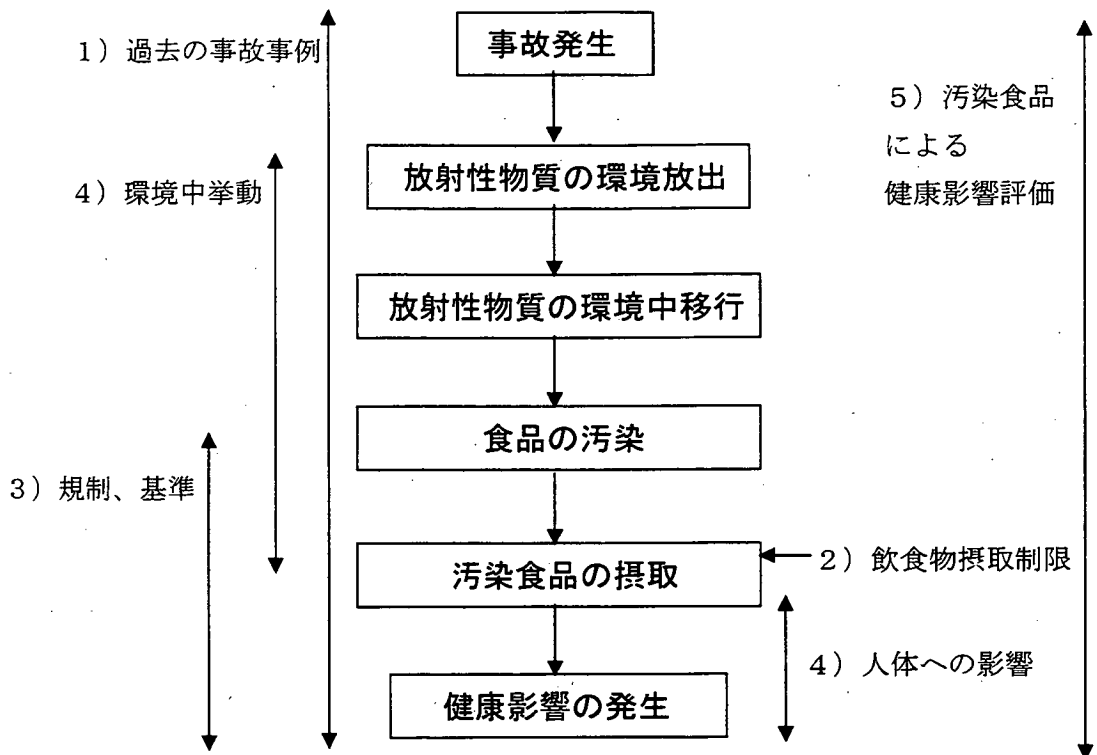 1）過去の事故事例
事故発生
5）汚染食品
による
健康影響評価
4）環境中挙動
放射性物質の環境放出
放射性物質の環境中移行
食品の汚染
3）規制、基準
汚染食品の摂取
2）飲食物摂取制限
4）人体への影響
健康影響の発生